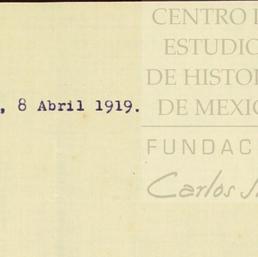 CENTRO
ESTUDIO
DE HISTOR
DE MEXIC
, 8 Abril 1919.
FUNDAC
Carlos